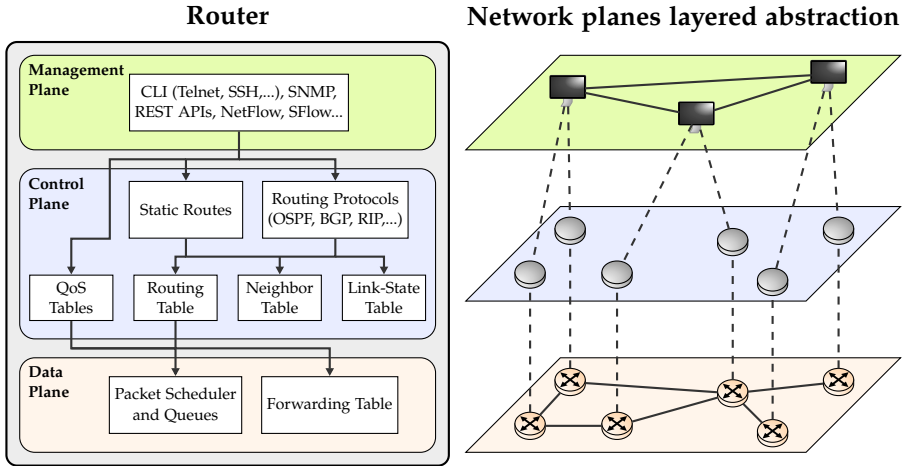 Router
Network planes layered abstraction
Management
Plane
CLI (Telnet, SSH,...), SNMP,
REST APIs, NetFlow, SFlow...
Control
Plane
Static Routes
Routing Protocols
(OSPF, BGP, RIP,...)
QoS
Tables
Routing
Table
Neighbor
Table
Link-State
Table
Data
Plane
Packet Scheduler
and Queues
Forwarding Table